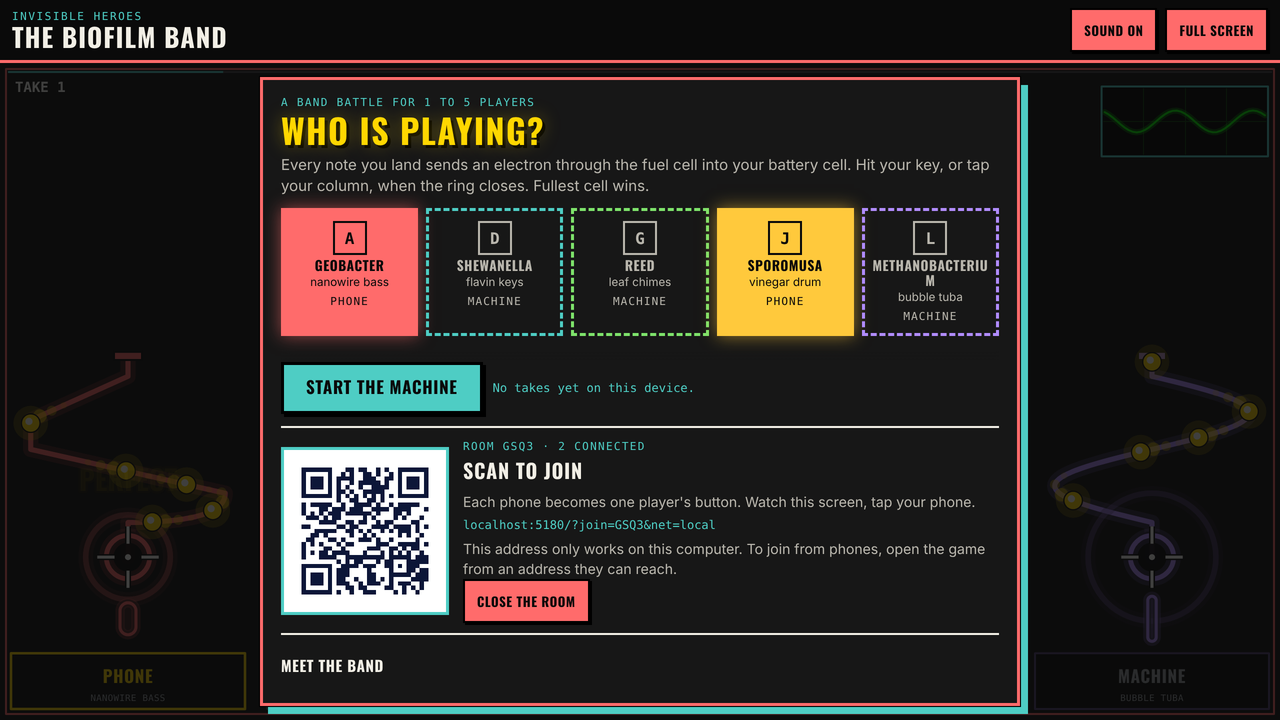 INVISIBLE HEROES
THE BIOFILM BAND
SOUND ON
FULL SCREEN
TAKE 1
A BAND BATTLE FOR 1 TO 5 PLAYERS
WHO IS PLAYING?
Every note you land sends an electron through the fuel cell into your battery cell. Hit your key, or tap
your column, when the ring closes. Fullest cell wins.
A
GEOBACTER
nanowire bass
PHONE
D
SHEWANELLA
flavin keys
MACHINE
G
REED
leaf chimes
MACHINE
J
SPOROMUSA
vinegar drum
PHONE
L
METHANOBACTERIU
M
bubble tuba
MACHINE
START THE MACHINE
No takes yet on this device.
ROOM GSQ3 · 2 CONNECTED
SCAN TO JOIN
Each phone becomes one player's button. Watch this screen, tap your phone.
localhost:5180/?join=GSQ3&net=local
This address only works on this computer. To join from phones, open the game
from an address they can reach.
CLOSE THE ROOM
MEET THE BAND
PHONE
NANOWIRE BASS
MACHINE
BUBBLE TUBA